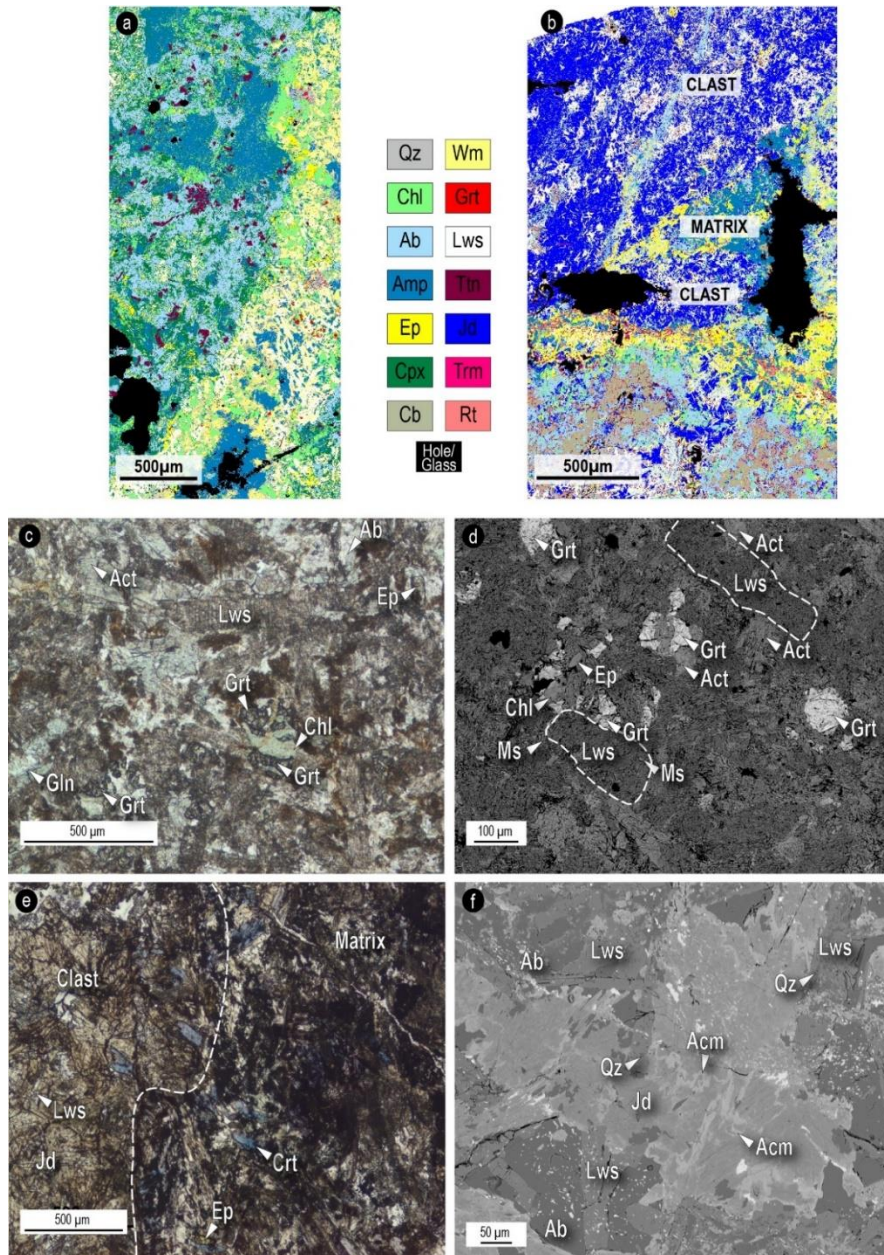 a
b
CLAST
MATRIX
CLAST
Qz Wm
Chl Grt
Ab Lws
Amp Ttn
Ep Jd
Cpx Trm
Cb Rt
Hole/
Glass
500µm
500µm
c
Ab
Act
Ep
Lws
Grt
Chl
Gln
Grt
Grt
500 µm
d
Grt
Act
Lws
Grt
Act
Ep
Act
Chl
Grt
Grt
Ms
Lws
Ms
100 µm
e
Matrix
Clast
Lws
Jd
Crt
Ep
500 µm
f
Lws
Lws
Ab
Qz
Acm
Qz
Jd
Acm
Lws
Ab
50 µm